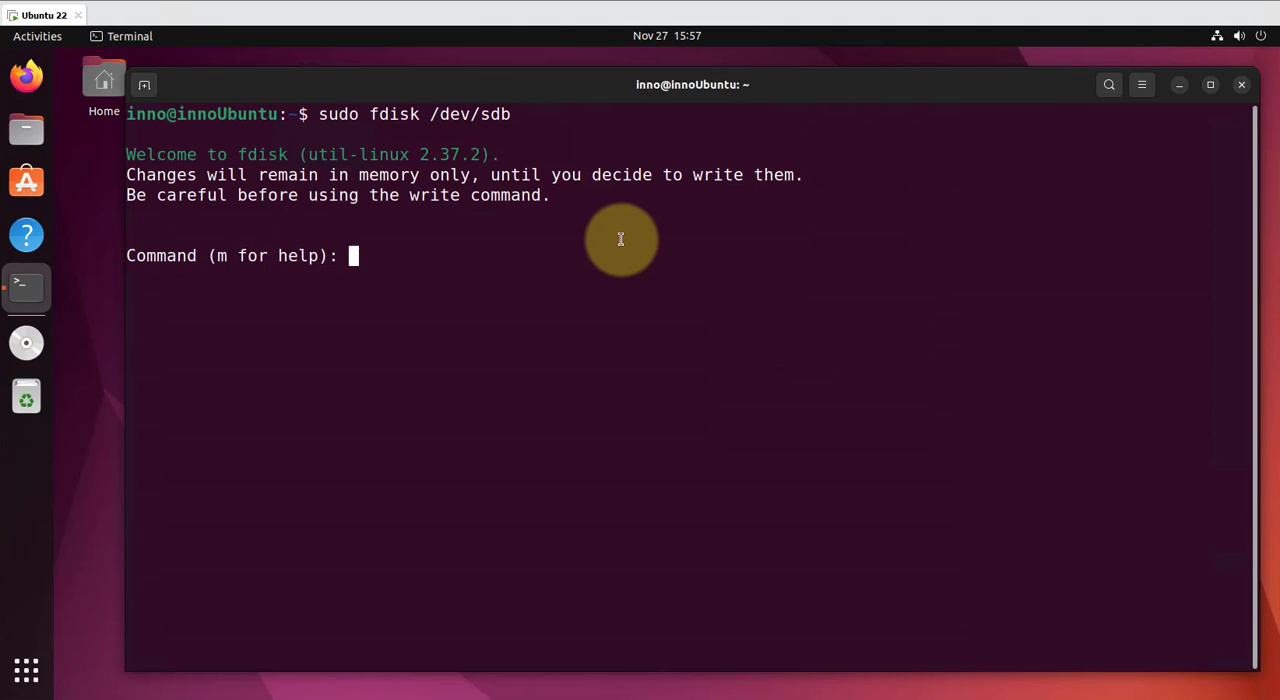 Ubuntu 22
Activities
Terminal
Nov 27 15:57
Home
inno@innoUbuntu: ~
inno@innoUbuntu:~$ sudo fdisk /dev/sdb
Welcome to fdisk (util-linux 2.37.2).
Changes will remain in memory only, until you decide to write them.
Be careful before using the write command.
Command (m for help):